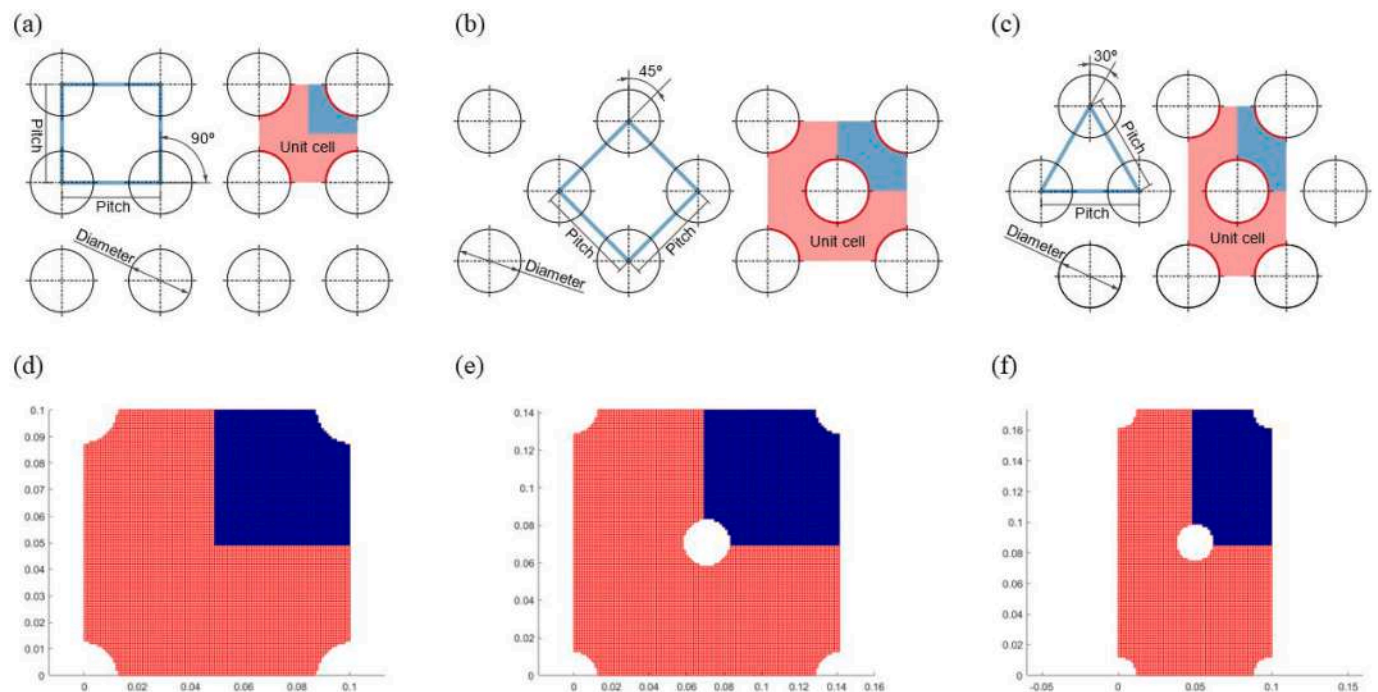 (a)
Pitch
90°
Pitch
Diameter
Unit cell
(b)
45°
Pitch
Pitch
Diameter
Unit cell
(c)
30°
Pitch
Pitch
Diameter
Unit cell
(d)
0.1
0.09
0.08
0.07
0.06
0.05
0.04
0.03
0.02
0.01
0
0 0.02 0.04 0.06 0.08 0.1
(e)
0.14
0.12
0.1
0.08
0.06
0.04
0.02
0
0 0.02 0.04 0.06 0.08 0.10 0.12 0.14 0.16
(f)
0.16
0.14
0.12
0.1
0.08
0.06
0.04
0.02
0
-0.05 0 0.05 0.10 0.15